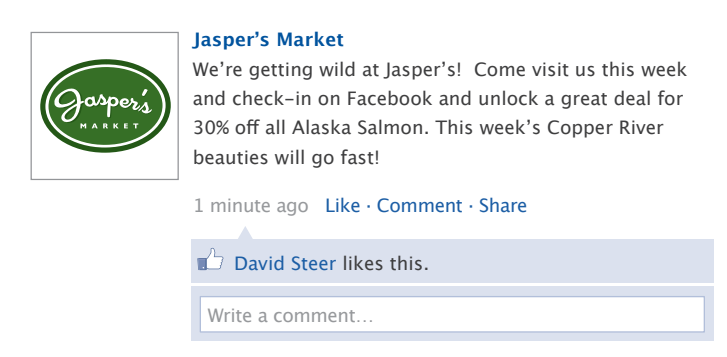 Jasper's
MARKET
Jasper’s Market
We’re getting wild at Jasper’s!  Come visit us this week
and check-in on Facebook and unlock a great deal for
30% off all Alaska Salmon. This week’s Copper River
beauties will go fast!
1 minute ago Like · Comment · Share
David Steer likes this.
Write a comment...